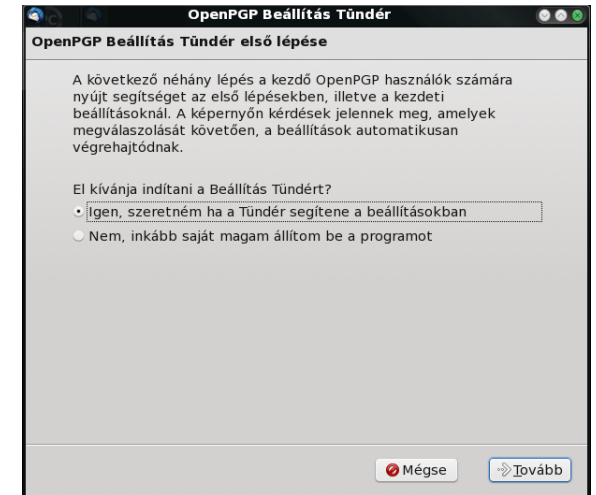 OpenPGP Beállítás Tündér
OpenPGP Beállítás Tündér első lépése
A következő néhány lépés a kezdő OpenPGP használók számára
nyújt segítséget az első lépésekben, illetve a kezdeti
beállításoknál. A képernyőn kérdések jelennek meg, amelyek
megválaszolását követően, a beállítások automatikusan
végrehajtódnak.
El kívánja indítani a Beállítás Tündért?
Igen, szeretném ha a Tündér segítene a beállításokban
Nem, inkább saját magam állítom be a programot
Mégse
Tovább